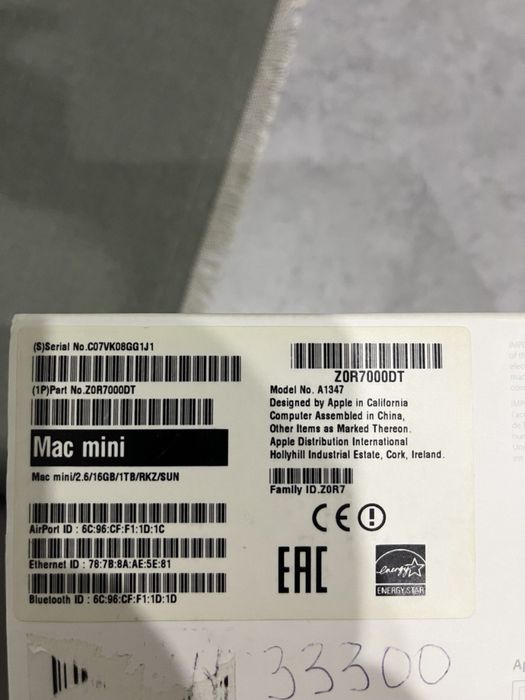 (S)Serial No.C07VK08GG1J1
(1P)Part No.Z0R7000DT
Mac mini
Mac mini/2.6/16GB/1TB/RKZ/SUN
AirPort ID : 6C:96:CF:F1:1D:1C
Ethernet ID : 78:7B:8A:AE:5E:81
Bluetooth ID : 6C:96:CF:F1:1D:1D
Z0R7000DT
Model No. A1347
Designed by Apple in California
Computer Assembled in China,
Other Items as Marked Thereon.
Apple Distribution International
Hollyhill Industrial Estate, Cork, Ireland.
Family ID.Z0R7
CE
EAC
energy
ENERGY STAR
33300